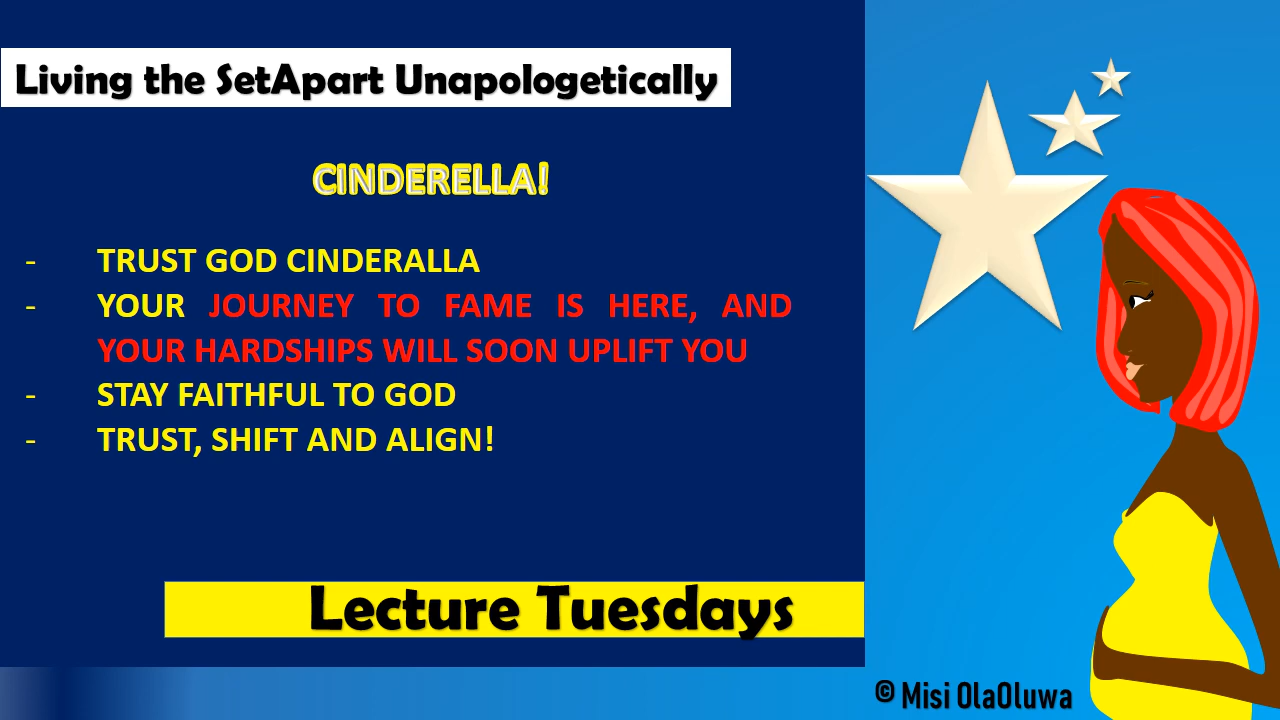 Living the SetApart Unapologetically
CINDERELLA!
- TRUST GOD CINDERALLA
- YOUR JOURNEY TO FAME IS HERE, AND
YOUR HARDSHIPS WILL SOON UPLIFT YOU
- STAY FAITHFUL TO GOD
- TRUST, SHIFT AND ALIGN!
Lecture Tuesdays
© Misi OlaOluwa